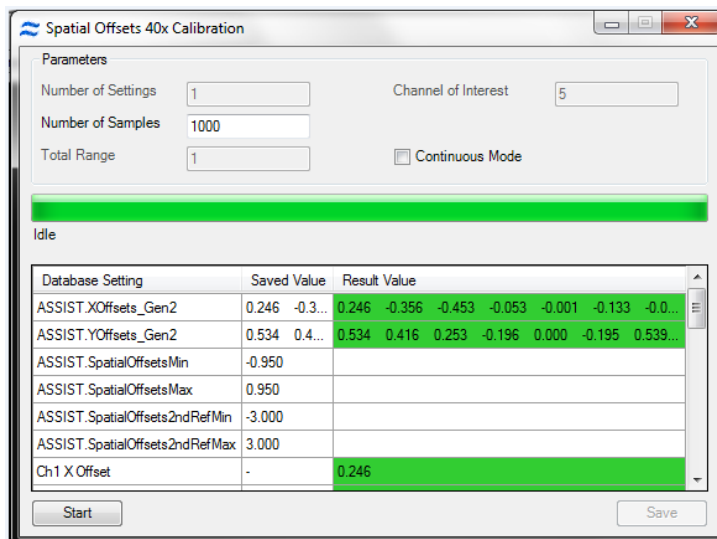 Spatial Offsets 40x Calibration
Parameters
Number of Settings 1 Channel of Interest 5
Number of Samples 1000
Total Range 1 Continuous Mode
Idle
Database Setting Saved Value Result Value
ASSIST.XOffsets_Gen2 0.246 -0.3... 0.246 -0.356 -0.453 -0.053 -0.001 -0.133 -0.0...
ASSIST.YOffsets_Gen2 0.534 0.4... 0.534 0.416 0.253 -0.196 0.000 -0.195 0.539...
ASSIST.SpatialOffsetsMin -0.950
ASSIST.SpatialOffsetsMax 0.950
ASSIST.SpatialOffsets2ndRefMin -3.000
ASSIST.SpatialOffsets2ndRefMax 3.000
Ch1 X Offset - 0.246
Start Save